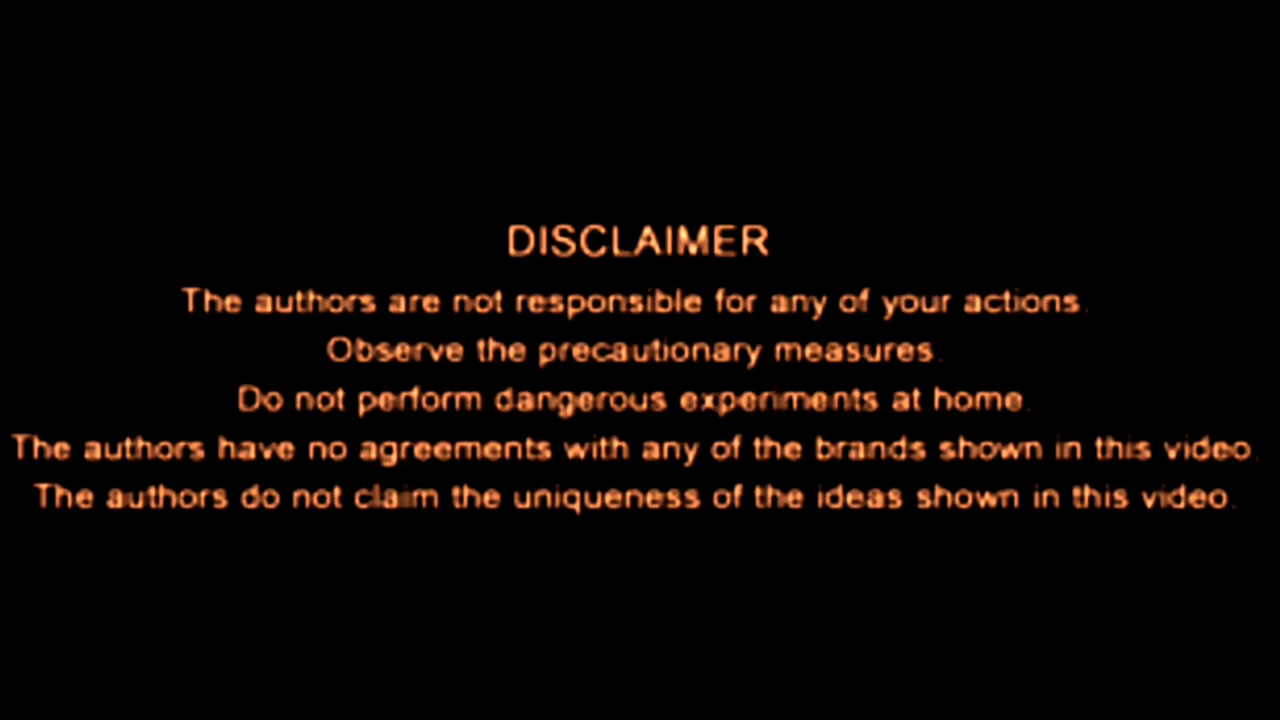 DISCLAIMER
The authors are not responsible for any of your actions.
Observe the precautionary measures.
Do not perform dangerous experiments at home.
The authors have no agreements with any of the brands shown in this video.
The authors do not claim the uniqueness of the ideas shown in this video.